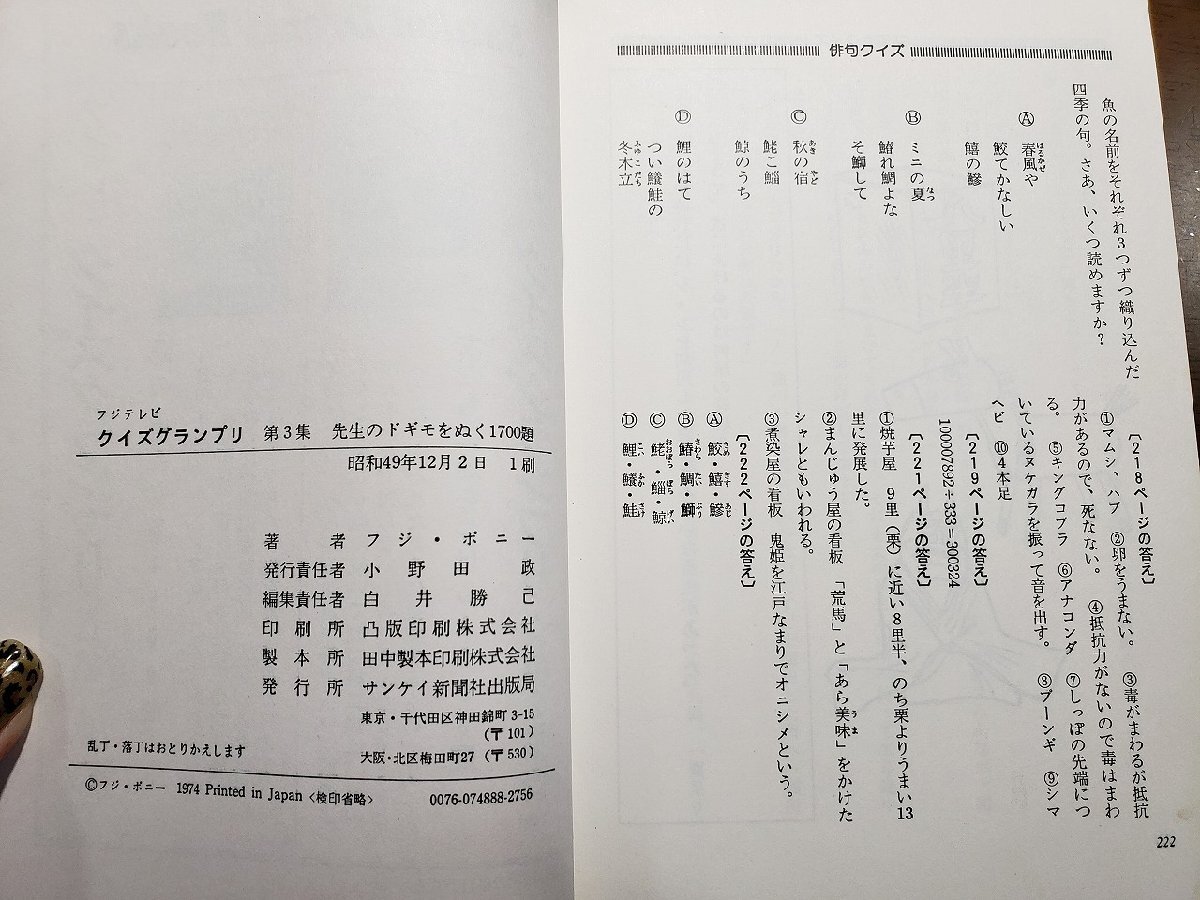 俳句クイズ
魚の名前をそれぞれ3つずつ織り込んだ
四季の句。さあ、いくつ読めますか?
Ⓐ 春風や
鮫てかなしい
鱚の鰺
Ⓑ ミニの夏
鰆れ鯛よな
そ鰤して
Ⓒ 秋の宿
鮱こ鯔
鯨のうち
Ⓓ 鯉のはて
つい鱶鮭の
冬木立
〔218ページの答え〕
①マムシ、ハブ ②卵をうまない。 ③毒がまわるが抵抗
力があるので、死なない。 ④抵抗力がないので毒はまわ
る。 ⑤キングコブラ ⑥アナコンダ ⑦しっぽの先端につ
いているヌケガラを振って音を出す。 ⑧ブーンギ ⑨シマ
ヘビ ⑩4本足
〔219ページの答え〕
100007892÷333=300324
〔221ページの答え〕
①焼芋屋 9里(栗)に近い8里半、のち栗よりうまい13
里に発展した。
②まんじゅう屋の看板 「荒馬」と「あら美味」をかけた
シャレともいわれる。
③煮染屋の看板 鬼姫を江戸なまりでオニシメという。
〔222ページの答え〕
Ⓐ 鮫・鱚・鰺
Ⓑ 鰆・鯛・鰤
Ⓒ 鮱・鯔・鯨
Ⓓ 鯉・鱶・鮭
222
フジテレビ
クイズグランプリ 第3集 先生のドギモをぬく1700題
昭和49年12月2日 1刷
著者 フジ・ポニー
発行責任者 小野田 政
編集責任者 白井勝己
印刷所 凸版印刷株式会社
製本所 田中製本印刷株式会社
発行所 サンケイ新聞社出版局
東京・千代田区神田錦町3-15
(〒101)
大阪・北区梅田町27 (〒530)
乱丁・落丁はおとりかえします
Ⓒフジ・ポニー 1974 Printed in Japan <検印省略> 0076-074888-2756